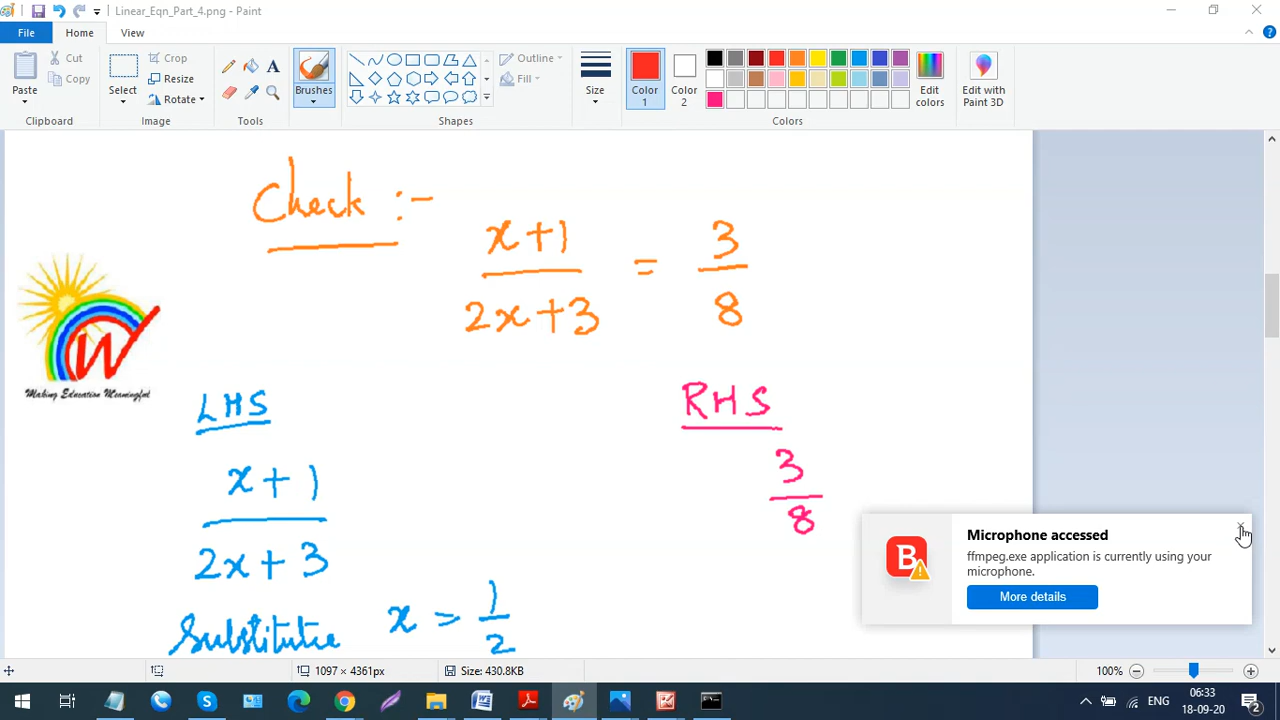 Linear_Eqn_Part_4.png - Paint
File Home View
Paste
Cut
Copy
Clipboard
Select
Crop
Resize
Rotate
Image
A
Tools
Brushes
Outline
Fill
Shapes
Size
Color 1
Color 2
Edit colors
Colors
Edit with Paint 3D
Check :-
x+1 = 3
2x+3 8
Making Education Meaningful
LHS
RHS
x+1
2x+3
3
8
Substitutie x = 1
2
B
Microphone accessed
ffmpeg.exe application is currently using your
microphone.
More details
1097 × 4361px
Size: 430.8KB
100%
ENG
06:33
18-09-20
2